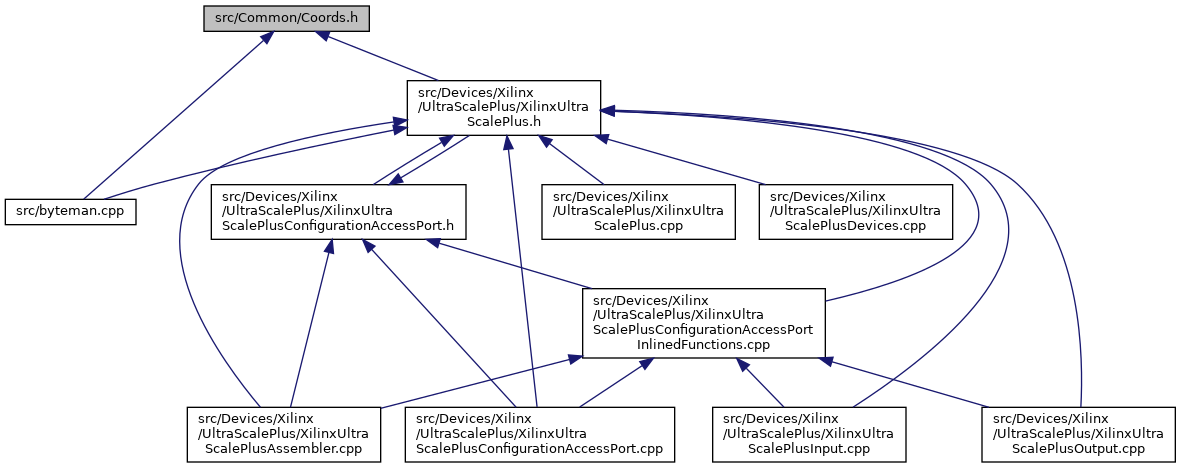 src/Common/Coords.h
src/Devices/Xilinx
/UltraScalePlus/XilinxUltra
ScalePlus.h
src/byteman.cpp
src/Devices/Xilinx
/UltraScalePlus/XilinxUltra
ScalePlusConfigurationAccessPort.h
src/Devices/Xilinx
/UltraScalePlus/XilinxUltra
ScalePlus.cpp
src/Devices/Xilinx
/UltraScalePlus/XilinxUltra
ScalePlusDevices.cpp
src/Devices/Xilinx
/UltraScalePlus/XilinxUltra
ScalePlusConfigurationAccessPort
InlinedFunctions.cpp
src/Devices/Xilinx
/UltraScalePlus/XilinxUltra
ScalePlusAssembler.cpp
src/Devices/Xilinx
/UltraScalePlus/XilinxUltra
ScalePlusConfigurationAccessPort.cpp
src/Devices/Xilinx
/UltraScalePlus/XilinxUltra
ScalePlusInput.cpp
src/Devices/Xilinx
/UltraScalePlus/XilinxUltra
ScalePlusOutput.cpp